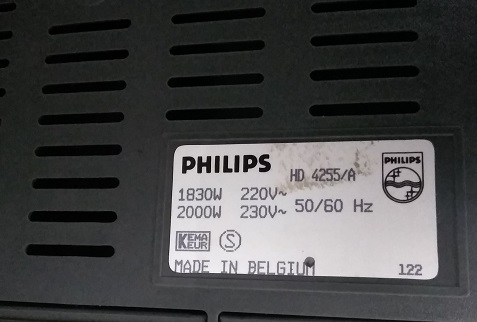 PHILIPS HD 4255/A PHILIPS
1830W 220V~
2000W 230V~ 50/60 Hz
KEMA KEUR S
MADE IN BELGIUM 122